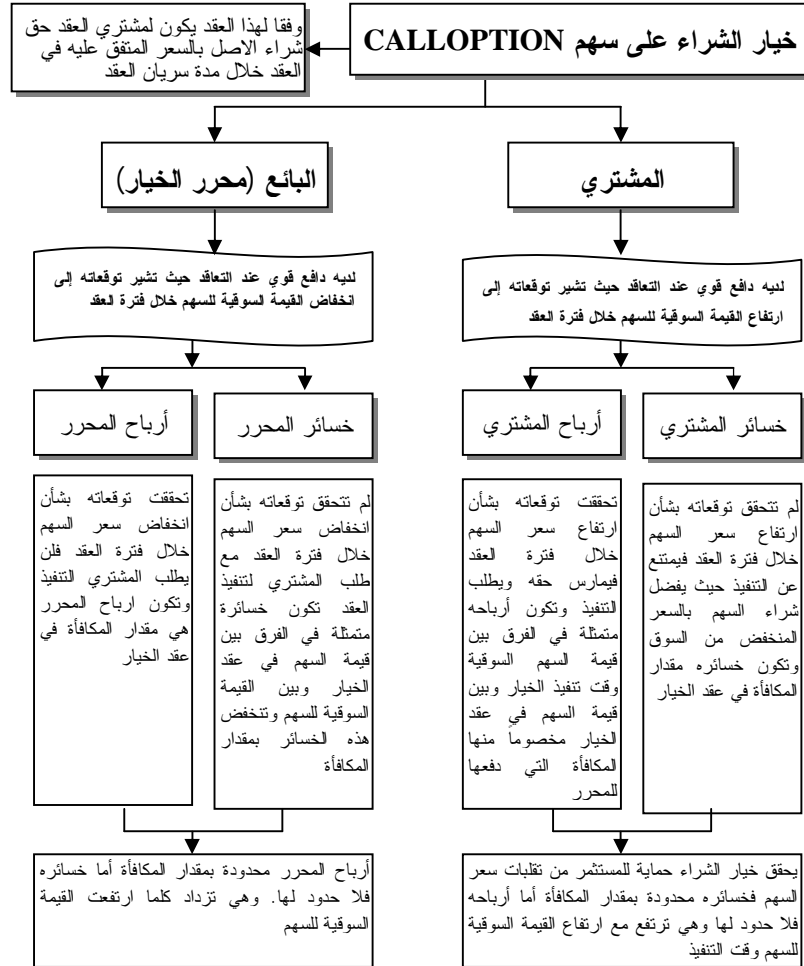 خيار الشراء على سهم CALLOPTION
وفقا لهذا العقد يكون لمشتري العقد حق
شراء الاصل بالسعر المتفق عليه في
العقد خلال مدة سريان العقد
المشتري
البائع (محرر الخيار)
لديه دافع قوي عند التعاقد حيث تشير توقعاته إلى
ارتفاع القيمة السوقية للسهم خلال فترة العقد
لديه دافع قوي عند التعاقد حيث تشير توقعاته إلى
انخفاض القيمة السوقية للسهم خلال فترة العقد
خسائر المشتري
أرباح المشتري
خسائر المحرر
أرباح المحرر
لم تتحقق توقعاته بشأن
ارتفاع سعر السهم
خلال فترة العقد فيمتنع
عن التنفيذ حيث يفضل
شراء السهم بالسعر
المنخفض من السوق
وتكون خسائره مقدار
المكافأة في عقد الخيار
تحققت توقعاته بشأن
ارتفاع سعر السهم
خلال فترة العقد
فيمارس حقه ويطلب
التنفيذ وتكون أرباحه
متمثلة في الفرق بين
قيمة السهم السوقية
وقت تنفيذ الخيار وبين
قيمة السهم في عقد
الخيار مخصوماً منها
المكافأة التي دفعها
للمحرر
لم تتحقق توقعاته بشأن
انخفاض سعر السهم
خلال فترة العقد مع
طلب المشتري لتنفيذ
العقد تكون خسائرة
متمثلة في الفرق بين
قيمة السهم في عقد
الخيار وبين القيمة
السوقية للسهم وتنخفض
هذه الخسائر بمقدار
المكافأة
تحققت توقعاته بشأن
انخفاض سعر السهم
خلال فترة العقد فلن
يطلب المشتري التنفيذ
وتكون ارباح المحرر
هي مقدار المكافأة في
عقد الخيار
يحقق خيار الشراء حماية للمستثمر من تقلبات سعر
السهم فخسائره محدودة بمقدار المكافأة أما أرباحه
فلا حدود لها وهي ترتفع مع ارتفاع القيمة السوقية
للسهم وقت التنفيذ
أرباح المحرر محدودة بمقدار المكافأة أما خسائره
فلا حدود لها. وهي تزداد كلما ارتفعت القيمة
السوقية للسهم